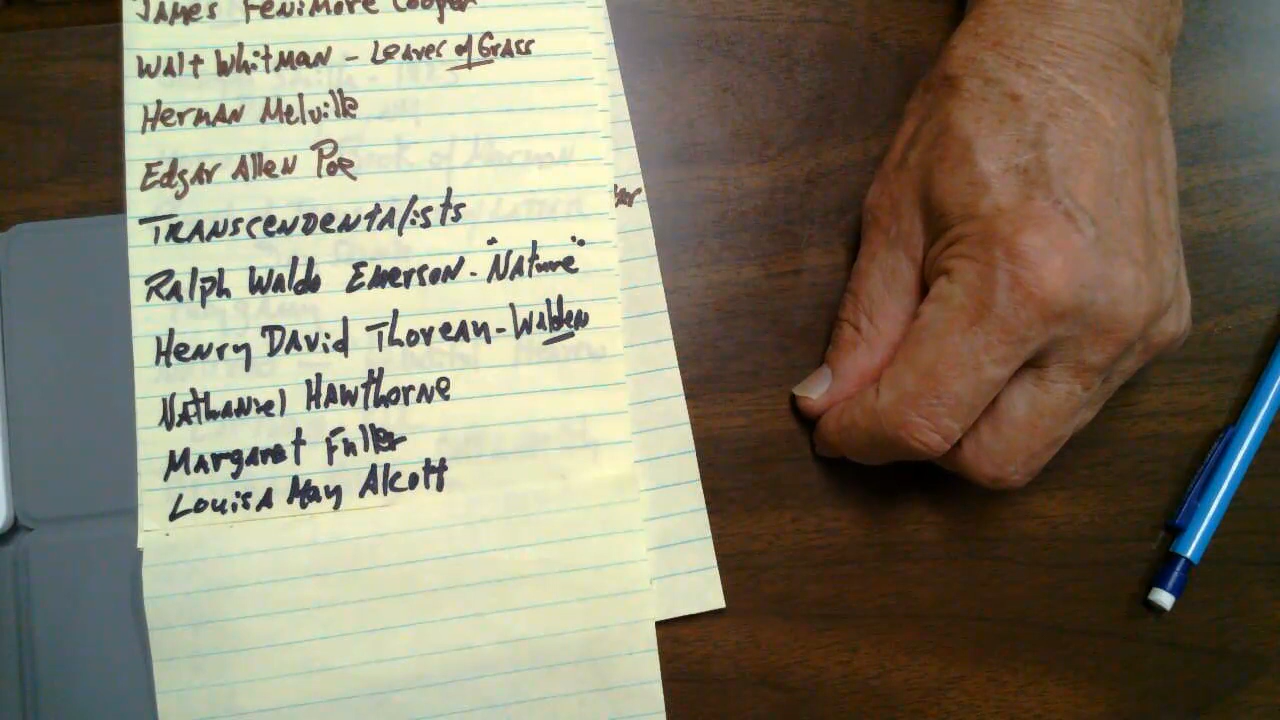 James Fenimore Cooper
Walt Whitman - Leaves of Grass
Herman Melville
Edgar Allen Poe
Transcendentalists
Ralph Waldo Emerson - "Nature"
Henry David Thoreau - Walden
Nathaniel Hawthorne
Margaret Fuller
Louisa May Alcott